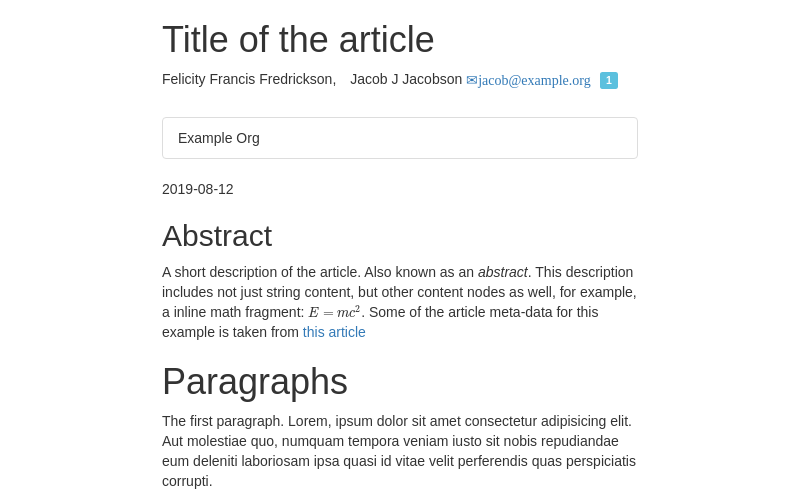 Title of the article
Felicity Francis Fredrickson, Jacob J Jacobson ✉jacob@example.org 1
Example Org
2019-08-12
Abstract
A short description of the article. Also known as an abstract. This description
includes not just string content, but other content nodes as well, for example,
a inline math fragment: E = mc². Some of the article meta-data for this
example is taken from this article
Paragraphs
The first paragraph. Lorem, ipsum dolor sit amet consectetur adipisicing elit.
Aut molestiae quo, numquam tempora veniam iusto sit nobis repudiandae
eum deleniti laboriosam ipsa quasi id vitae velit perferendis quas perspiciatis
corrupti.